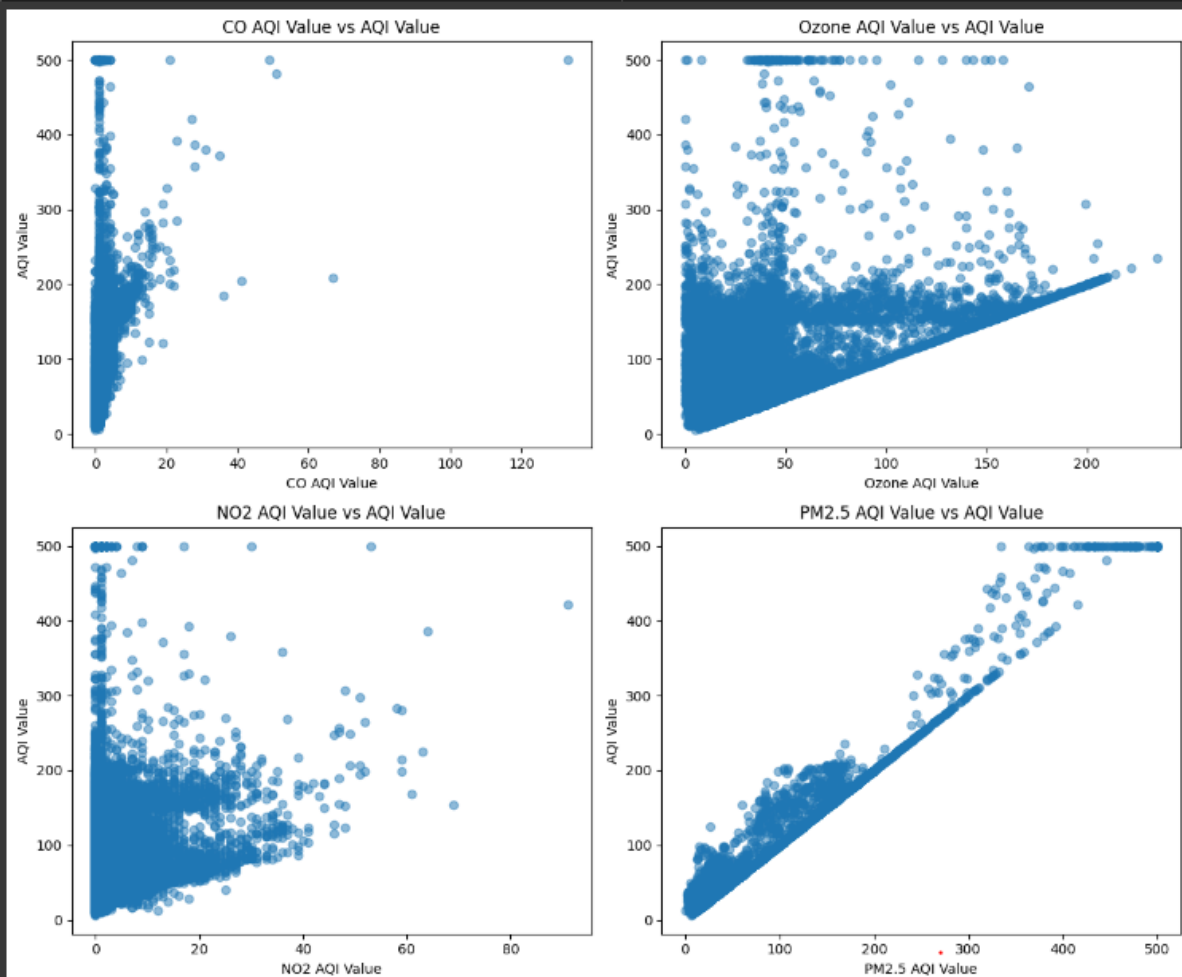 CO AQI Value vs AQI Value
AQI Value
500
400
300
200
100
0
0 20 40 60 80 100 120
CO AQI Value
Ozone AQI Value vs AQI Value
AQI Value
500
400
300
200
100
0
0 50 100 150 200
Ozone AQI Value
NO2 AQI Value vs AQI Value
AQI Value
500
400
300
200
100
0
0 20 40 60 80
NO2 AQI Value
PM2.5 AQI Value vs AQI Value
AQI Value
500
400
300
200
100
0
0 100 200 300 400 500
PM2.5 AQI Value